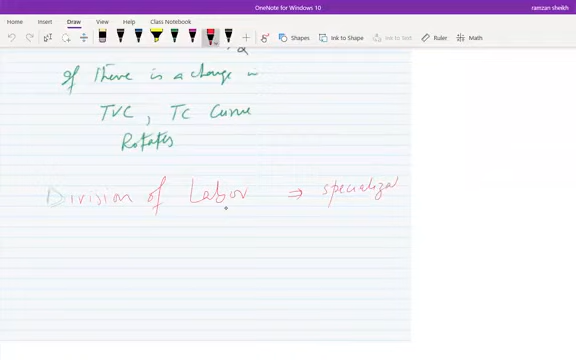 OneNote for Windows 10
ramzan sheikh
Home Insert Draw View Help Class Notebook
Shapes Ink to Shape Ink to Text Ruler Math
If there is a change in
TVC, TC Curve
Rotates
Division of Labor ⇒ specializa